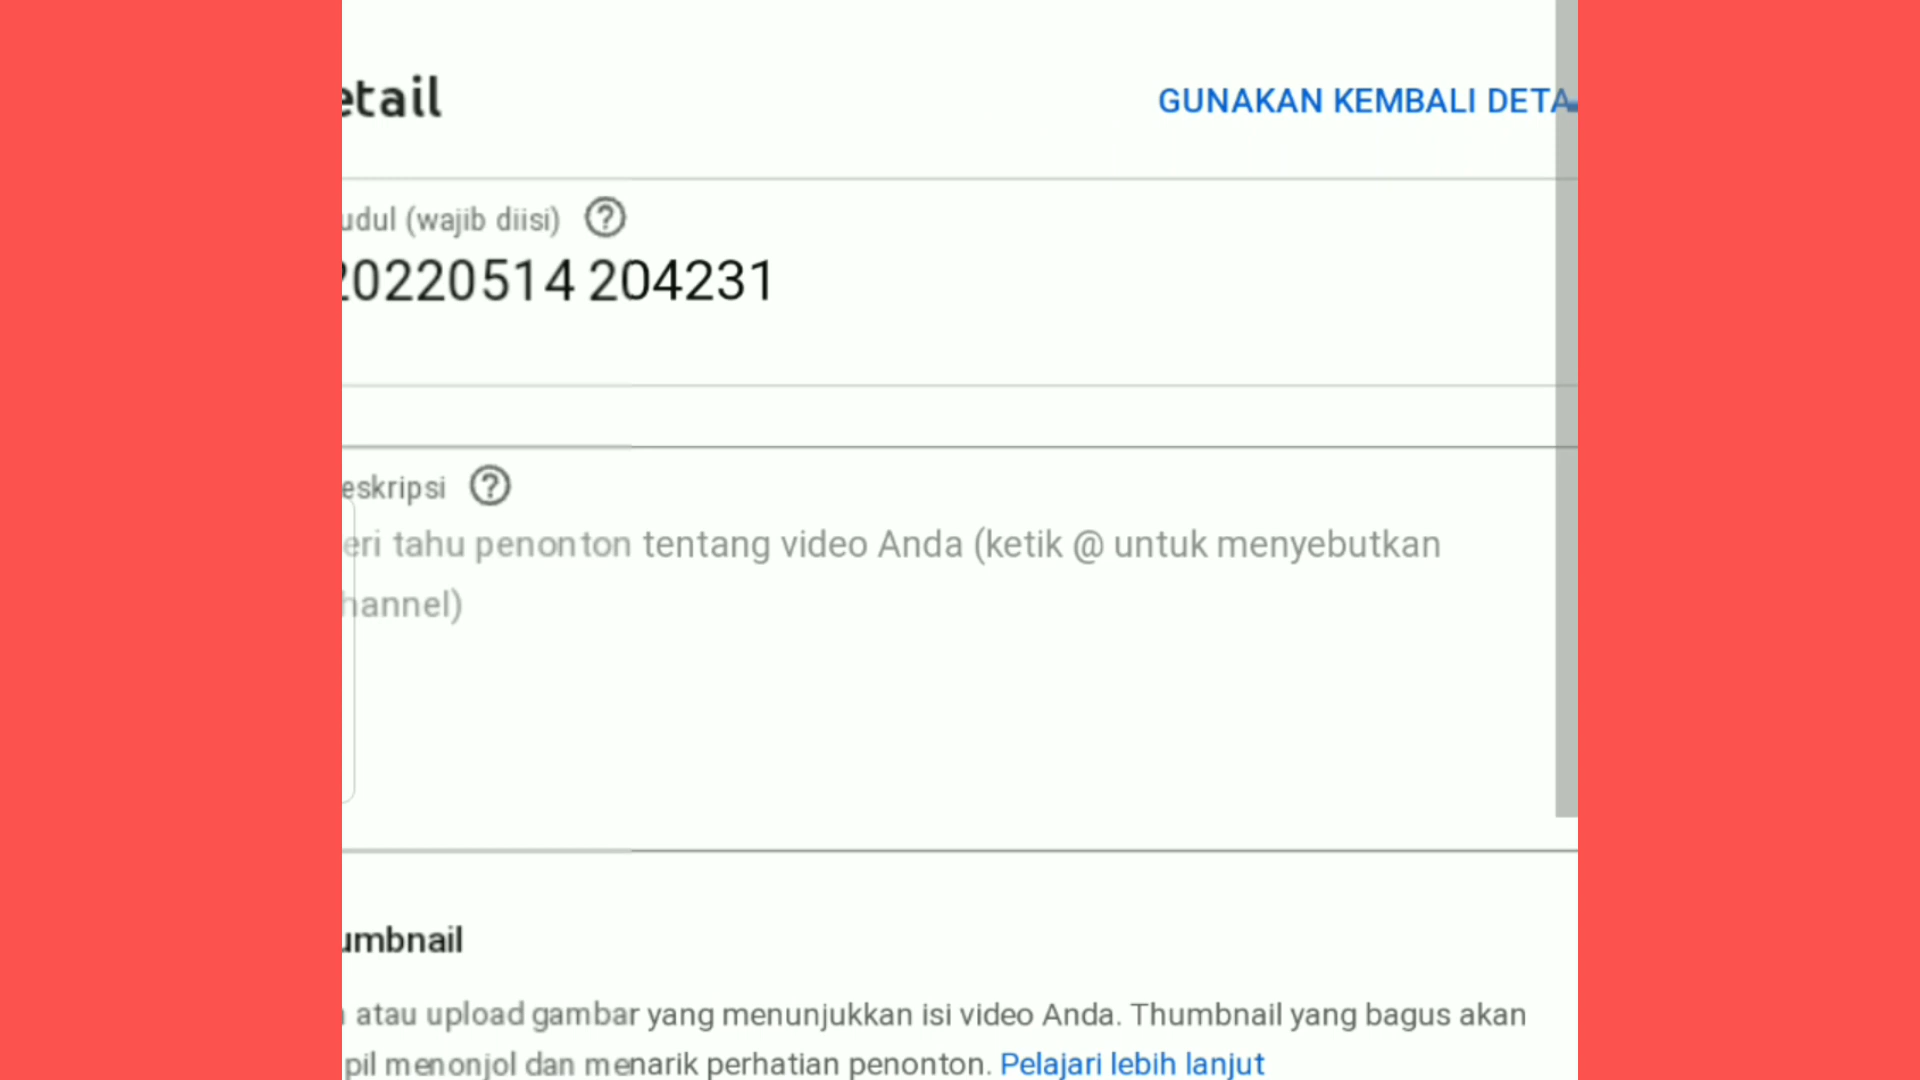 etail
GUNAKAN KEMBALI DETA
udul (wajib diisi)
20220514 204231
eskripsi
eri tahu penonton tentang video Anda (ketik @ untuk menyebutkan
hannel)
umbnail
atau upload gambar yang menunjukkan isi video Anda. Thumbnail yang bagus akan
pil menonjol dan menarik perhatian penonton. Pelajari lebih lanjut